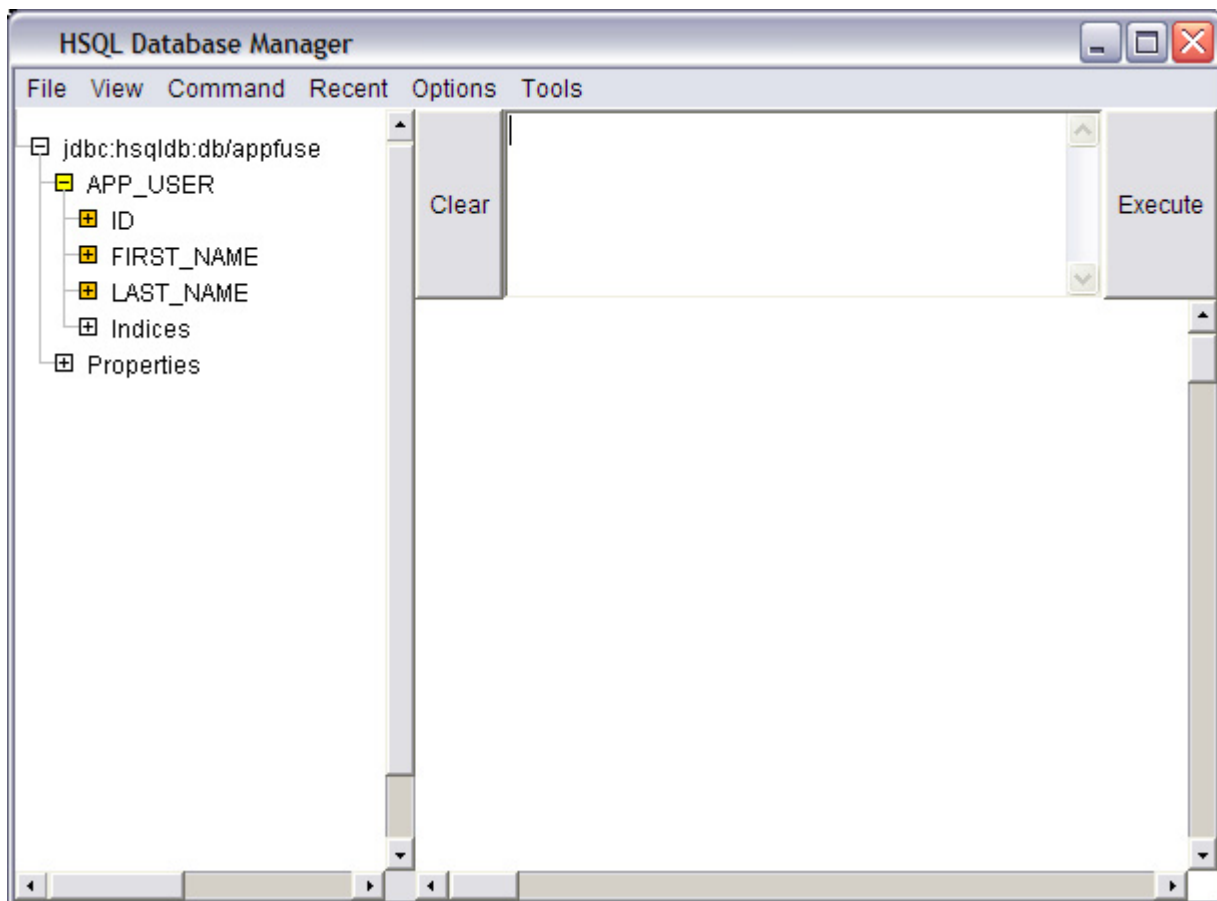 HSQL Database Manager
File View Command Recent Options Tools
jdbc:hsqldb:db/appfuse
APP_USER
ID
FIRST_NAME
LAST_NAME
Indices
Properties
Clear
Execute